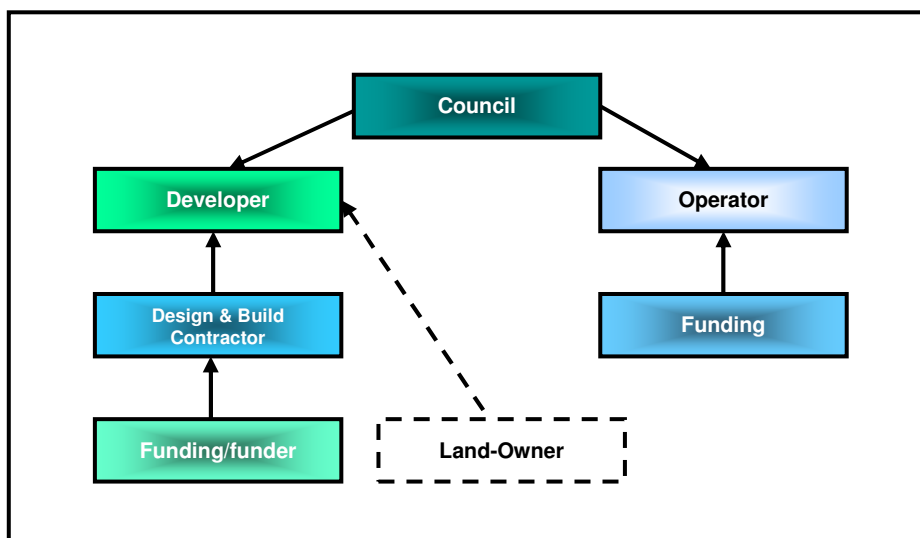 Council
Developer
Operator
Design & Build
Contractor
Funding
Funding/funder
Land-Owner